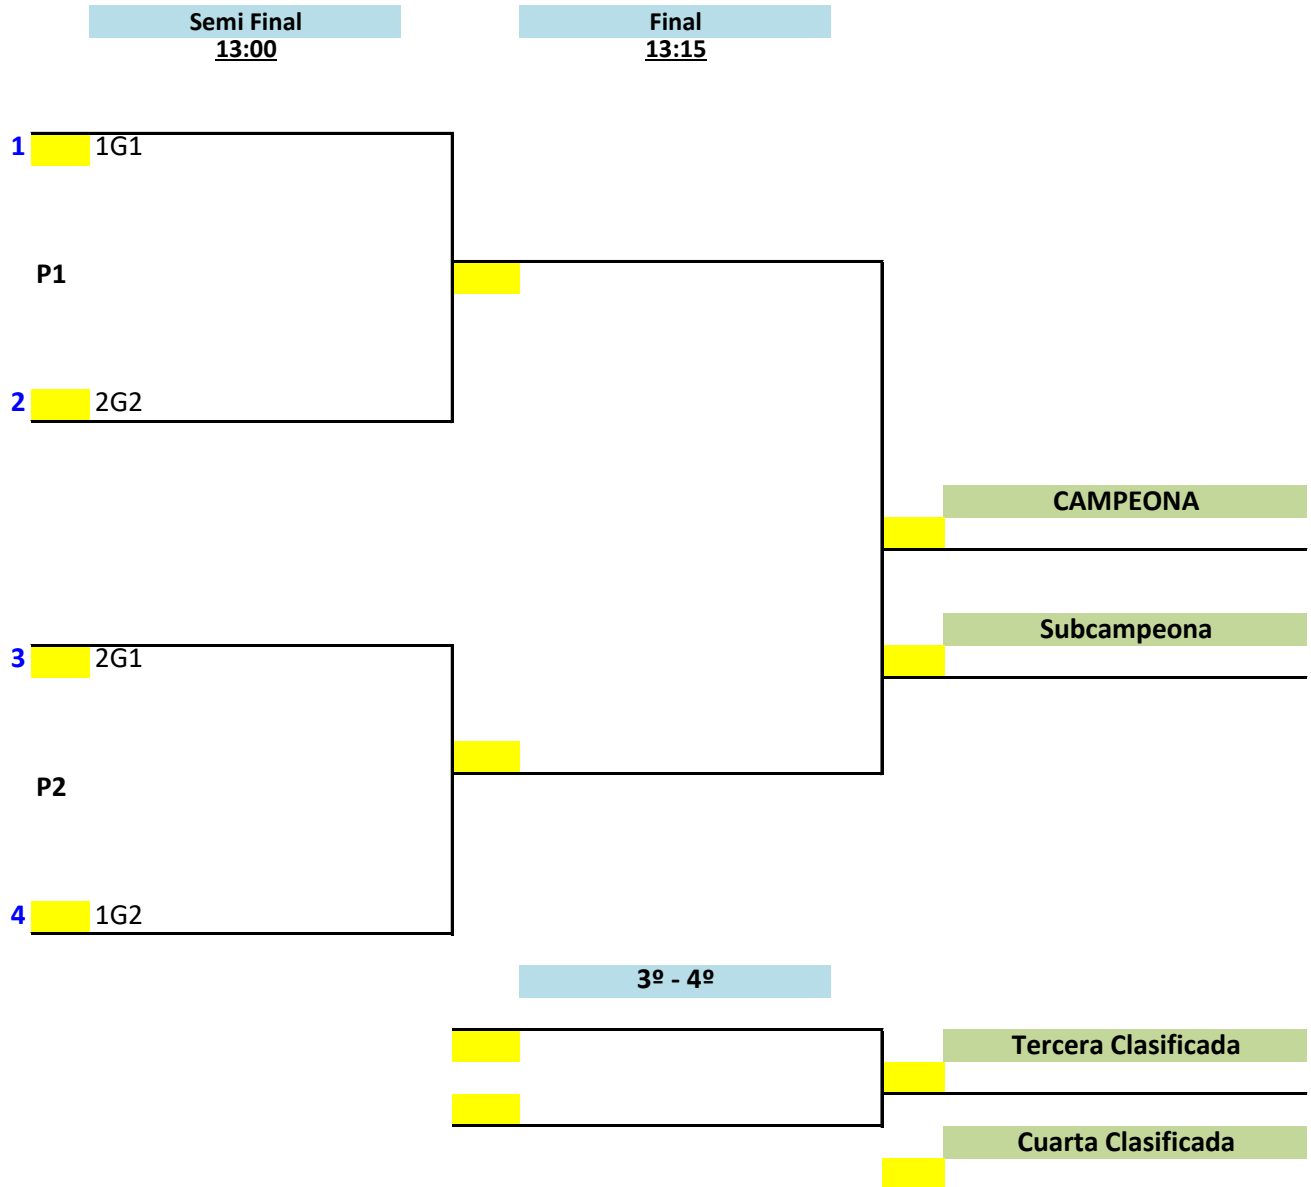 Semi Final
Final
13:00
13:15
1
1G1
P1
2
2G2
CAMPEONA
Subcampeona
3
2G1
P2
4
1G2
3º - 4º
Tercera Clasificada
Cuarta Clasificada